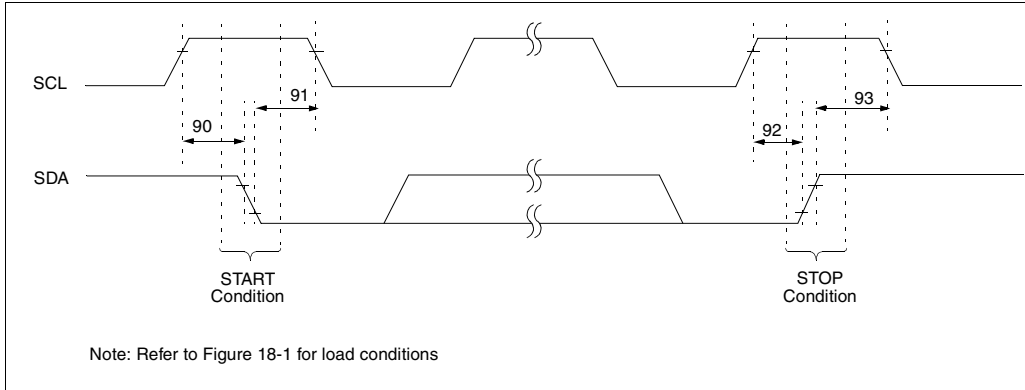 SCL
91
93
90
92
SDA
START
Condition
STOP
Condition
Note: Refer to Figure 18-1 for load conditions